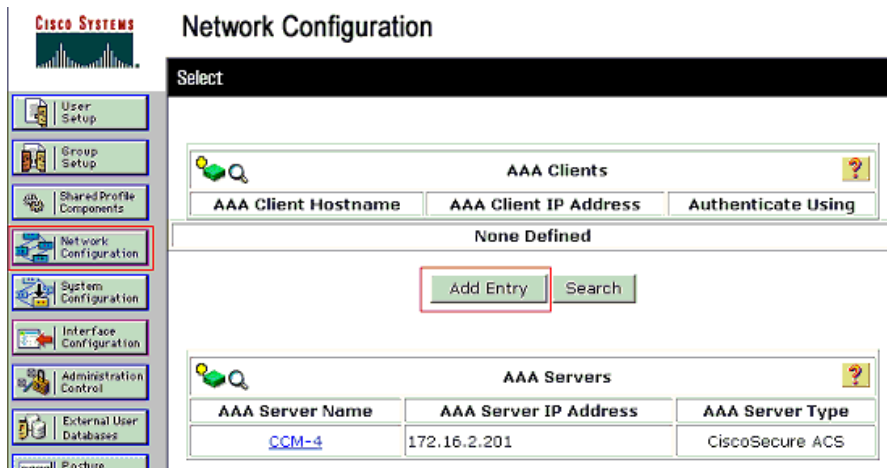 CISCO SYSTEMS
Network Configuration
Select
User
Setup
Group
Setup
Shared Profile
Components
Network
Configuration
System
Configuration
Interface
Configuration
Administration
Control
External User
Databases
Posture
AAA Clients
AAA Client Hostname AAA Client IP Address Authenticate Using
None Defined
Add Entry Search
AAA Servers
AAA Server Name AAA Server IP Address AAA Server Type
CCM-4 172.16.2.201 CiscoSecure ACS